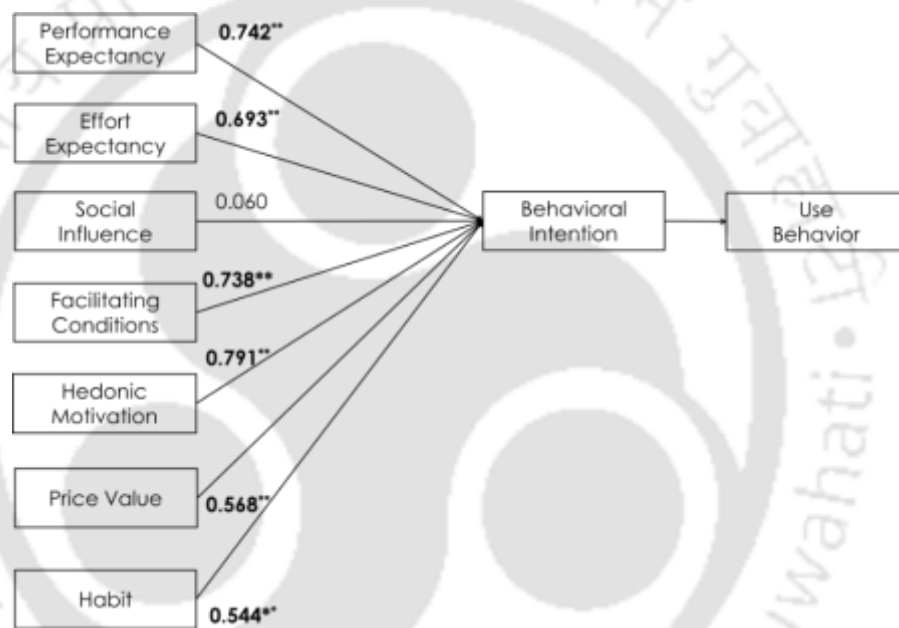 Performance
Expectancy
0.742**
Effort
Expectancy
0.693**
Social
Influence
0.060
Behavioral
Intention
Use
Behavior
Facilitating
Conditions
0.738**
Hedonic
Motivation
0.791**
Price Value
0.568**
Habit
0.544**